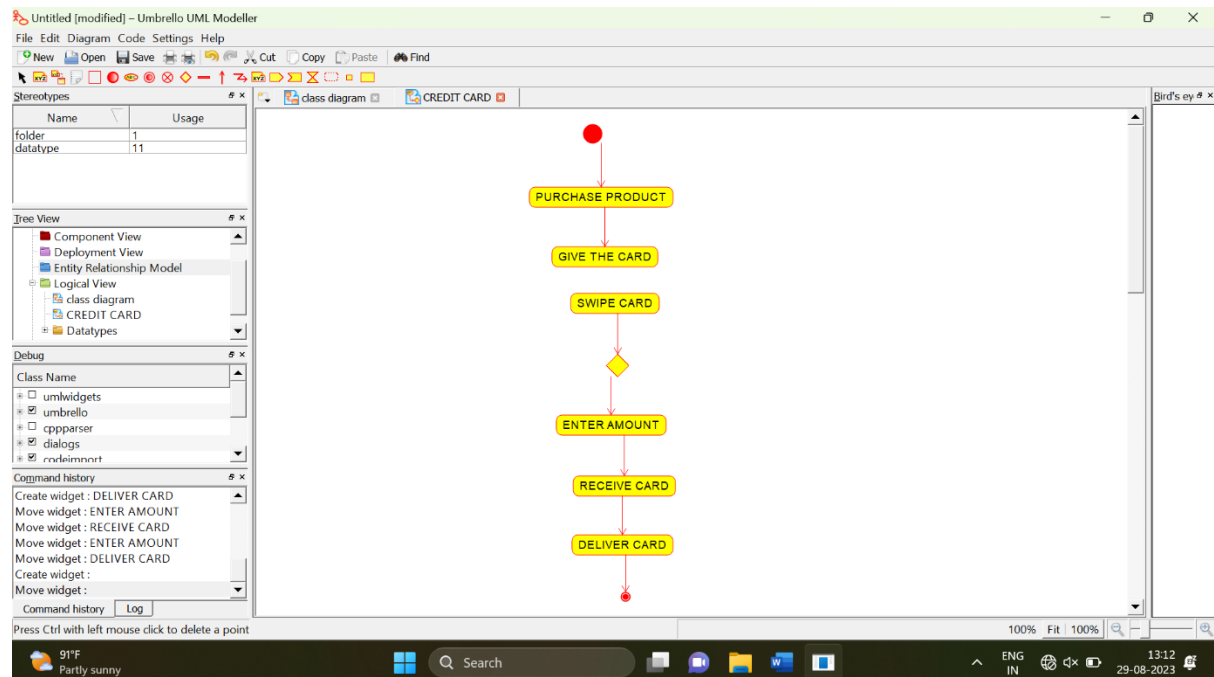 Untitled [modified] – Umbrello UML Modeller
File Edit Diagram Code Settings Help
New Open Save Cut Copy Paste Find
Stereotypes
Name Usage
folder 1
datatype 11
Tree View
Component View
Deployment View
Entity Relationship Model
Logical View
class diagram
CREDIT CARD
Datatypes
Debug
Class Name
umlwidgets
umbrello
cppparser
dialogs
codeimport
Command history
Create widget : DELIVER CARD
Move widget : ENTER AMOUNT
Move widget : RECEIVE CARD
Move widget : ENTER AMOUNT
Move widget : DELIVER CARD
Create widget :
Move widget :
Command history Log
class diagram CREDIT CARD
PURCHASE PRODUCT
GIVE THE CARD
SWIPE CARD
ENTER AMOUNT
RECEIVE CARD
DELIVER CARD
Bird's ey
Press Ctrl with left mouse click to delete a point
100% Fit 100%
91°F
Partly sunny
Search
ENG
IN
13:12
29-08-2023